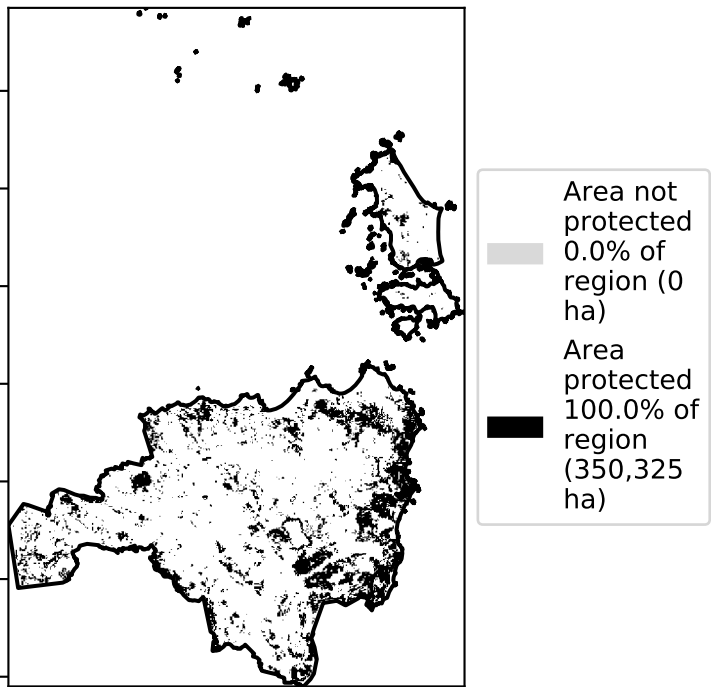 Area not
protected
0.0% of
region (0
ha)
Area
protected
100.0% of
region
(350,325
ha)